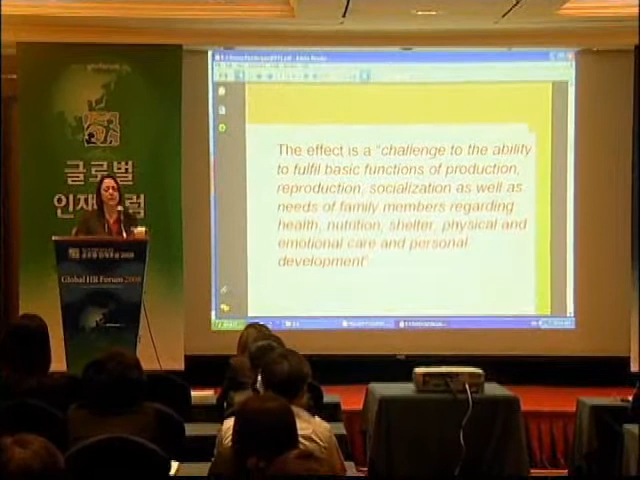 글로벌
인재포럼
Global HR Forum 2008
The effect is a "challenge to the ability
to fulfil basic functions of production,
reproduction, socialization as well as
needs of family members regarding
health, nutrition, shelter, physical and
emotional care and personal
development"